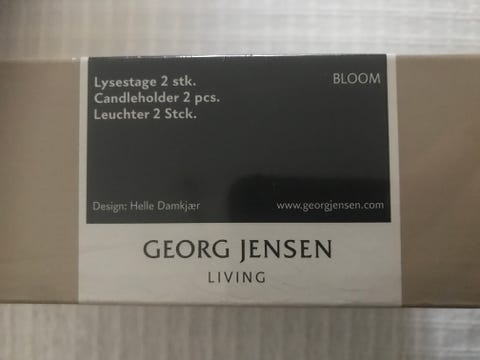 Lysestage 2 stk.
Candleholder 2 pcs.
Leuchter 2 Stck.
BLOOM
Design: Helle Damkjær
www.georgjensen.com
GEORG JENSEN
LIVING